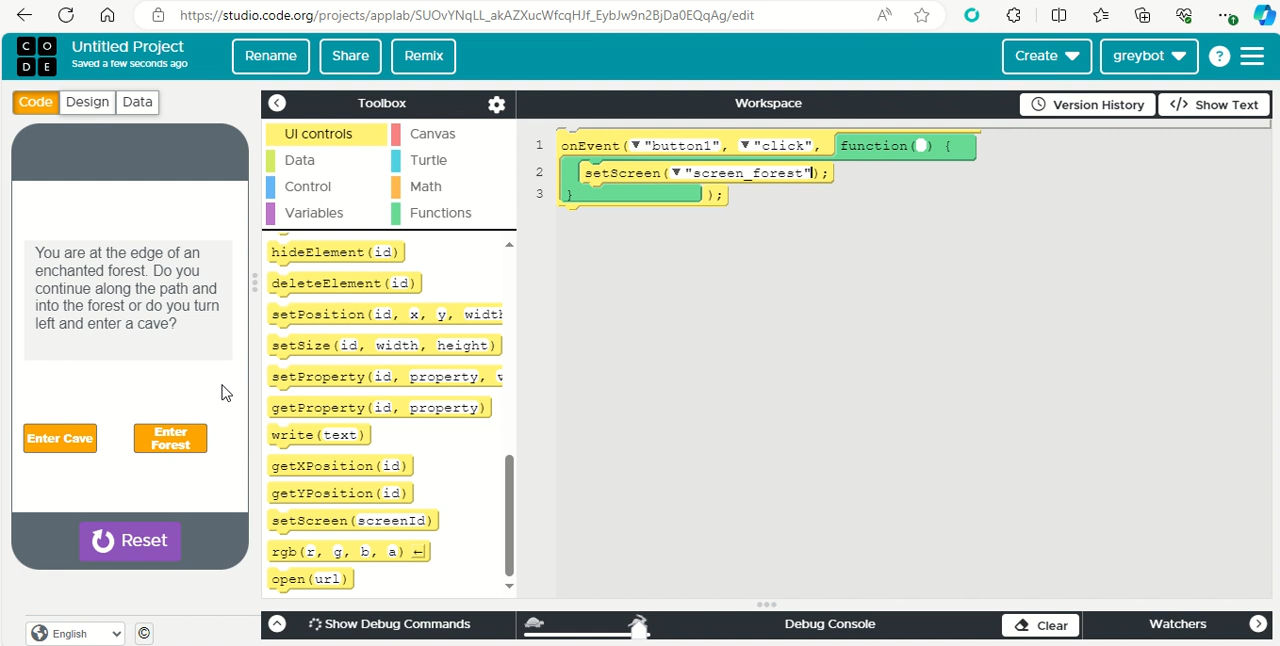 https://studio.code.org/projects/applab/SUOvYNqLL_akAZXucWfcqHJf_EybJw9n2BjDa0EQqAg/edit
CO
DE
Untitled Project
Saved a few seconds ago
Rename
Share
Remix
Create
greybot
?
Code
Design
Data
Toolbox
Workspace
Version History
</> Show Text
UI controls
Canvas
Data
Turtle
Control
Math
Variables
Functions
hideElement(id)
deleteElement(id)
setPosition(id, x, y, widt
setSize(id, width, height)
setProperty(id, property,
getProperty(id, property)
write(text)
getXPosition(id)
getYPosition(id)
setScreen(screenId)
rgb(r, g, b, a)
open(url)
1 onEvent(▼"button1", ▼"click", function( ) {
2 setScreen(▼"screen_forest");
3 } );
You are at the edge of an
enchanted forest. Do you
continue along the path and
into the forest or do you turn
left and enter a cave?
Enter Cave
Enter
Forest
Reset
English
©
Show Debug Commands
Debug Console
Clear
Watchers